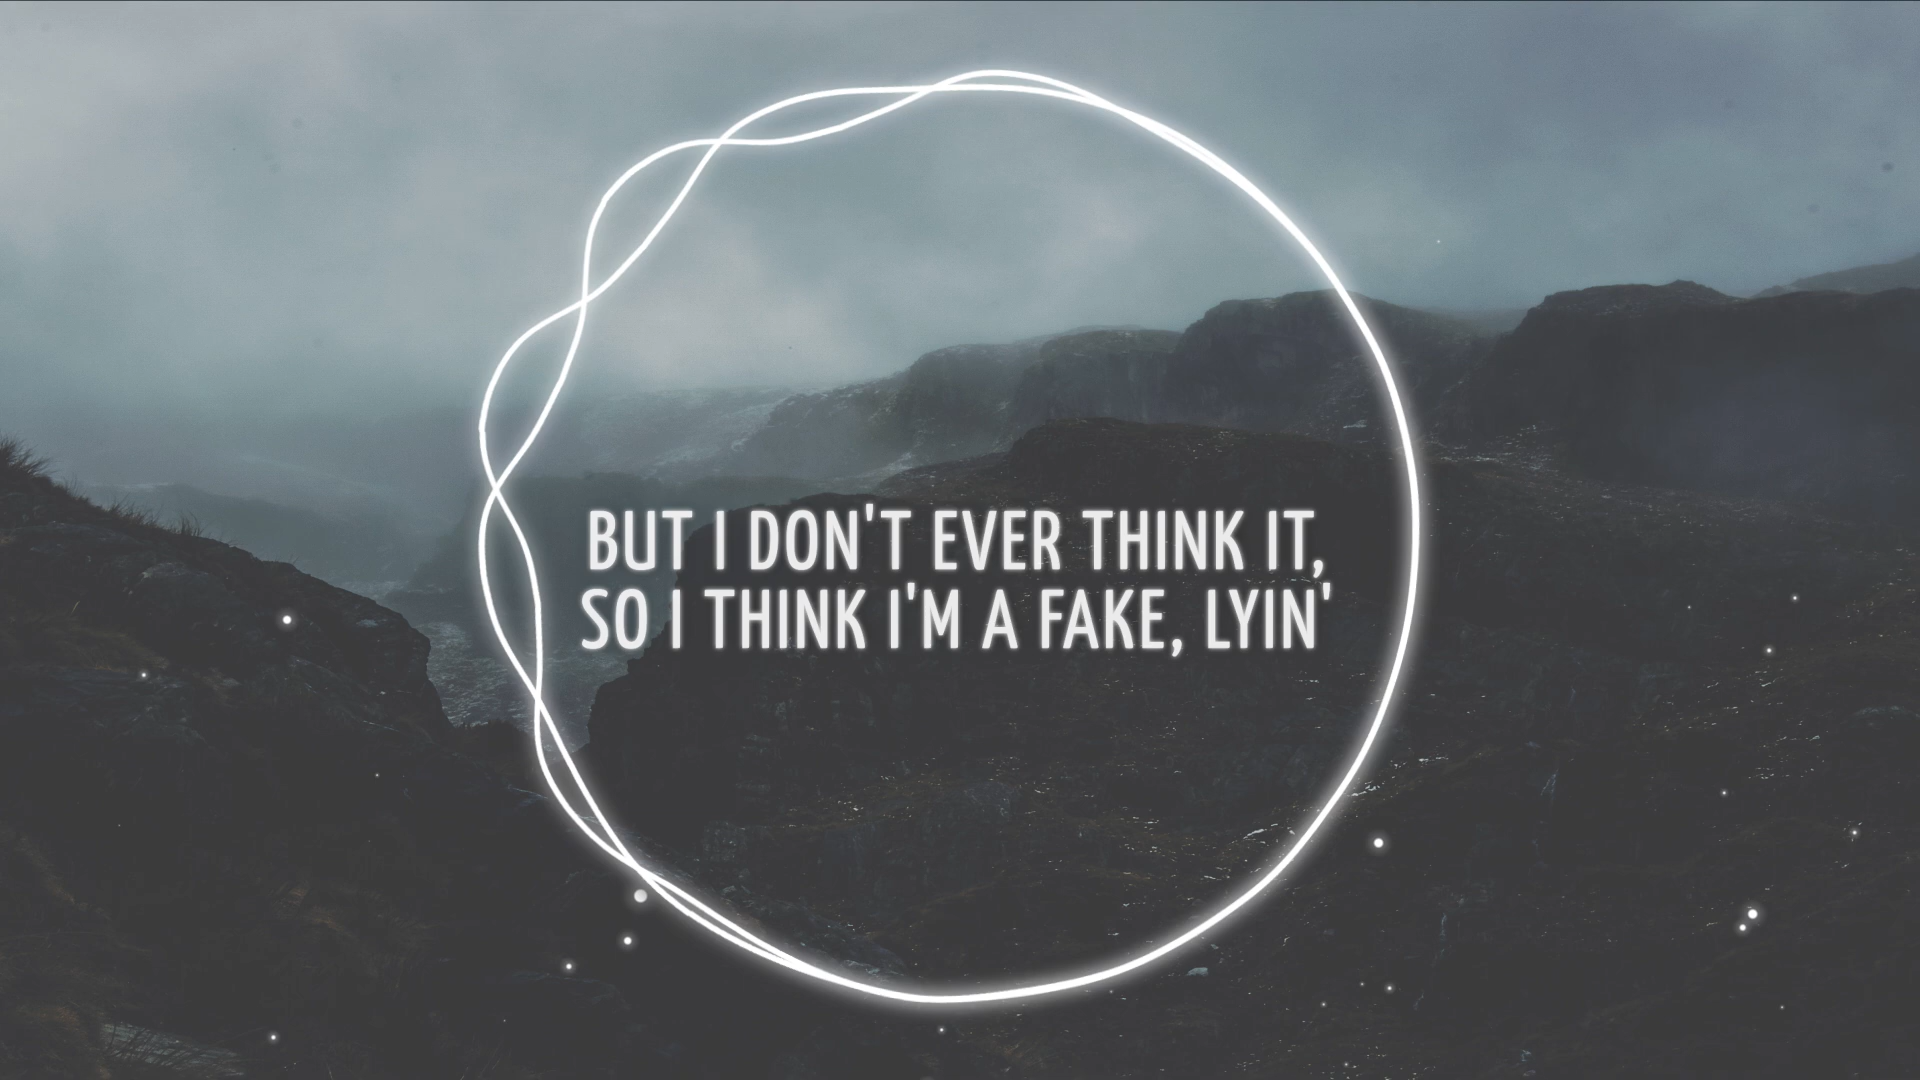 BUT I DON'T EVER THINK IT,
SO I THINK I'M A FAKE, LYIN'